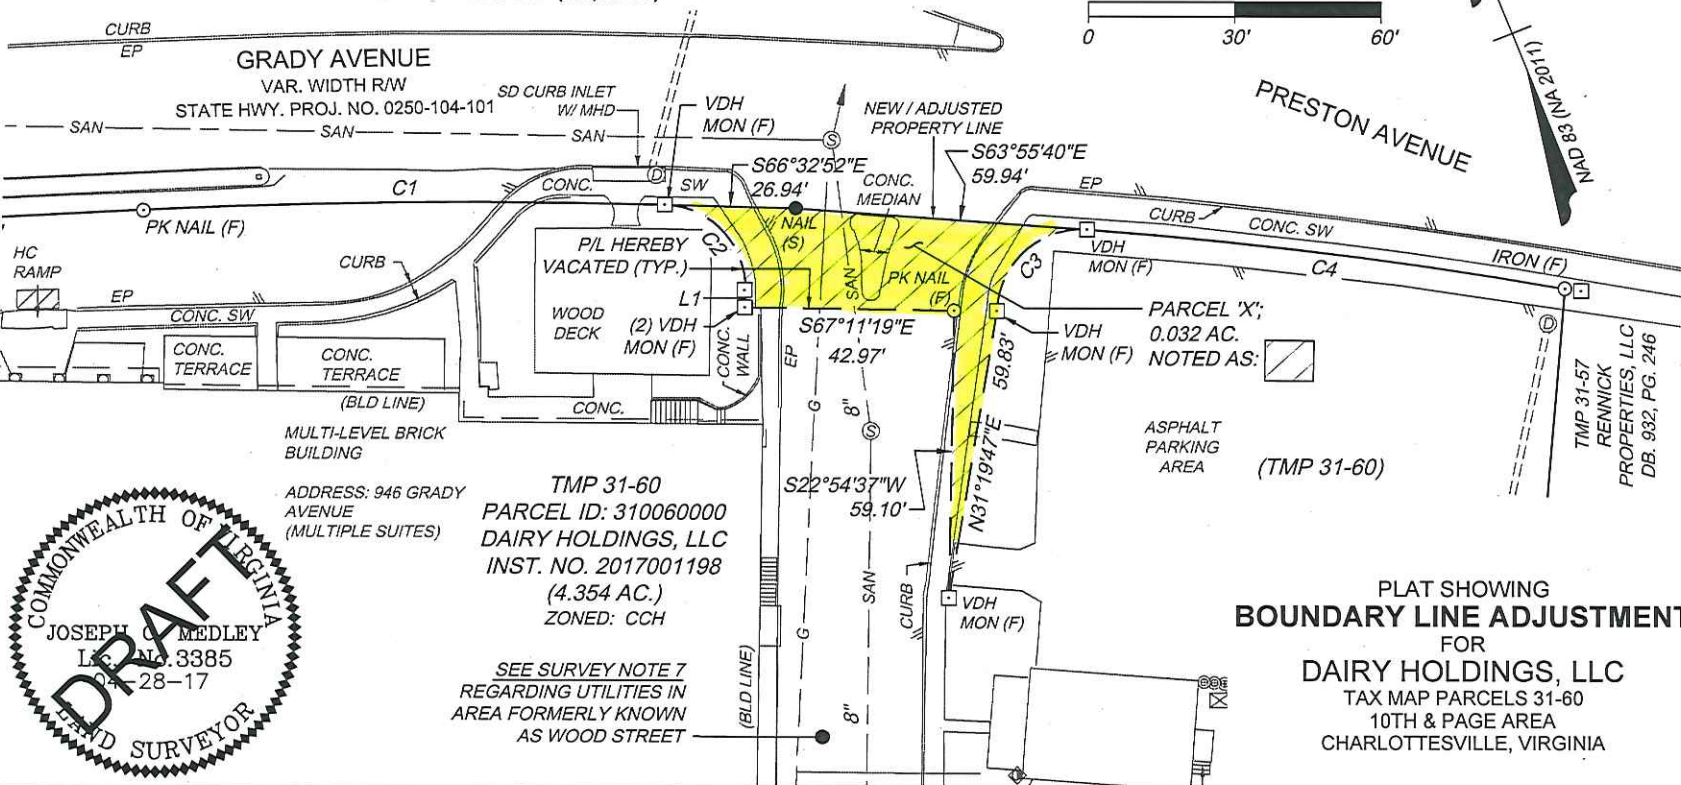 CURB
EP
GRADY AVENUE
VAR. WIDTH R/W
STATE HWY. PROJ. NO. 0250-104-101
SAN
SAN
SAN
SD CURB INLET
W/ MHD
VDH
MON (F)
S
D
NEW / ADJUSTED
PROPERTY LINE
0
30'
60'
NAD 83 (NA 2011)
PRESTON AVENUE
S66°32'52"E
26.94'
S63°55'40"E
59.94'
CONC.
MEDIAN
C1
CONC.
SW
EP
CURB
CONC. SW
PK NAIL (F)
NAIL
(S)
P/L HEREBY
VACATED (TYP.)
C2
C3
VDH
MON (F)
C4
IRON (F)
HC
RAMP
CURB
EP
CONC. SW
L1
WOOD
DECK
(2) VDH
MON (F)
SAN
PK NAIL
(F)
S67°11'19"E
42.97'
VDH
MON (F)
PARCEL 'X';
0.032 AC.
NOTED AS:
D
CONC.
TERRACE
CONC.
TERRACE
CONC.
WALL
EP
59.83'
N31°19'47"E
TMP 31-57
RENNICK
PROPERTIES, LLC
DB. 932, PG. 246
(BLD LINE)
CONC.
G
8"
S
MULTI-LEVEL BRICK
BUILDING
ASPHALT
PARKING
AREA
(TMP 31-60)
ADDRESS: 946 GRADY
AVENUE
(MULTIPLE SUITES)
TMP 31-60
PARCEL ID: 310060000
DAIRY HOLDINGS, LLC
INST. NO. 2017001198
(4.354 AC.)
ZONED: CCH
S22°54'37"W
59.10'
SAN
CURB
G
VDH
MON (F)
COMMONWEALTH OF VIRGINIA
JOSEPH C. MEDLEY
Lic. No. 3385
04-28-17
LAND SURVEYOR
DRAFT
SEE SURVEY NOTE 7
REGARDING UTILITIES IN
AREA FORMERLY KNOWN
AS WOOD STREET
(BLD LINE)
8"
PLAT SHOWING
BOUNDARY LINE ADJUSTMENT
FOR
DAIRY HOLDINGS, LLC
TAX MAP PARCELS 31-60
10TH & PAGE AREA
CHARLOTTESVILLE, VIRGINIA